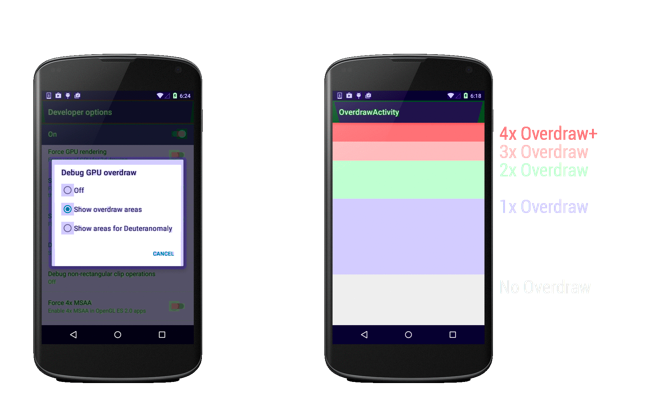 6:24
Developer options
On
Force GPU rendering
Debug GPU overdraw
Off
Show overdraw areas
Show areas for Deuteranomaly
CANCEL
Debug non-rectangular clip operations
Off
Force 4x MSAA
Enable 4x MSAA in OpenGL ES 2.0 apps
6:18
OverdrawActivity
4x Overdraw+
3x Overdraw
2x Overdraw
1x Overdraw
No Overdraw